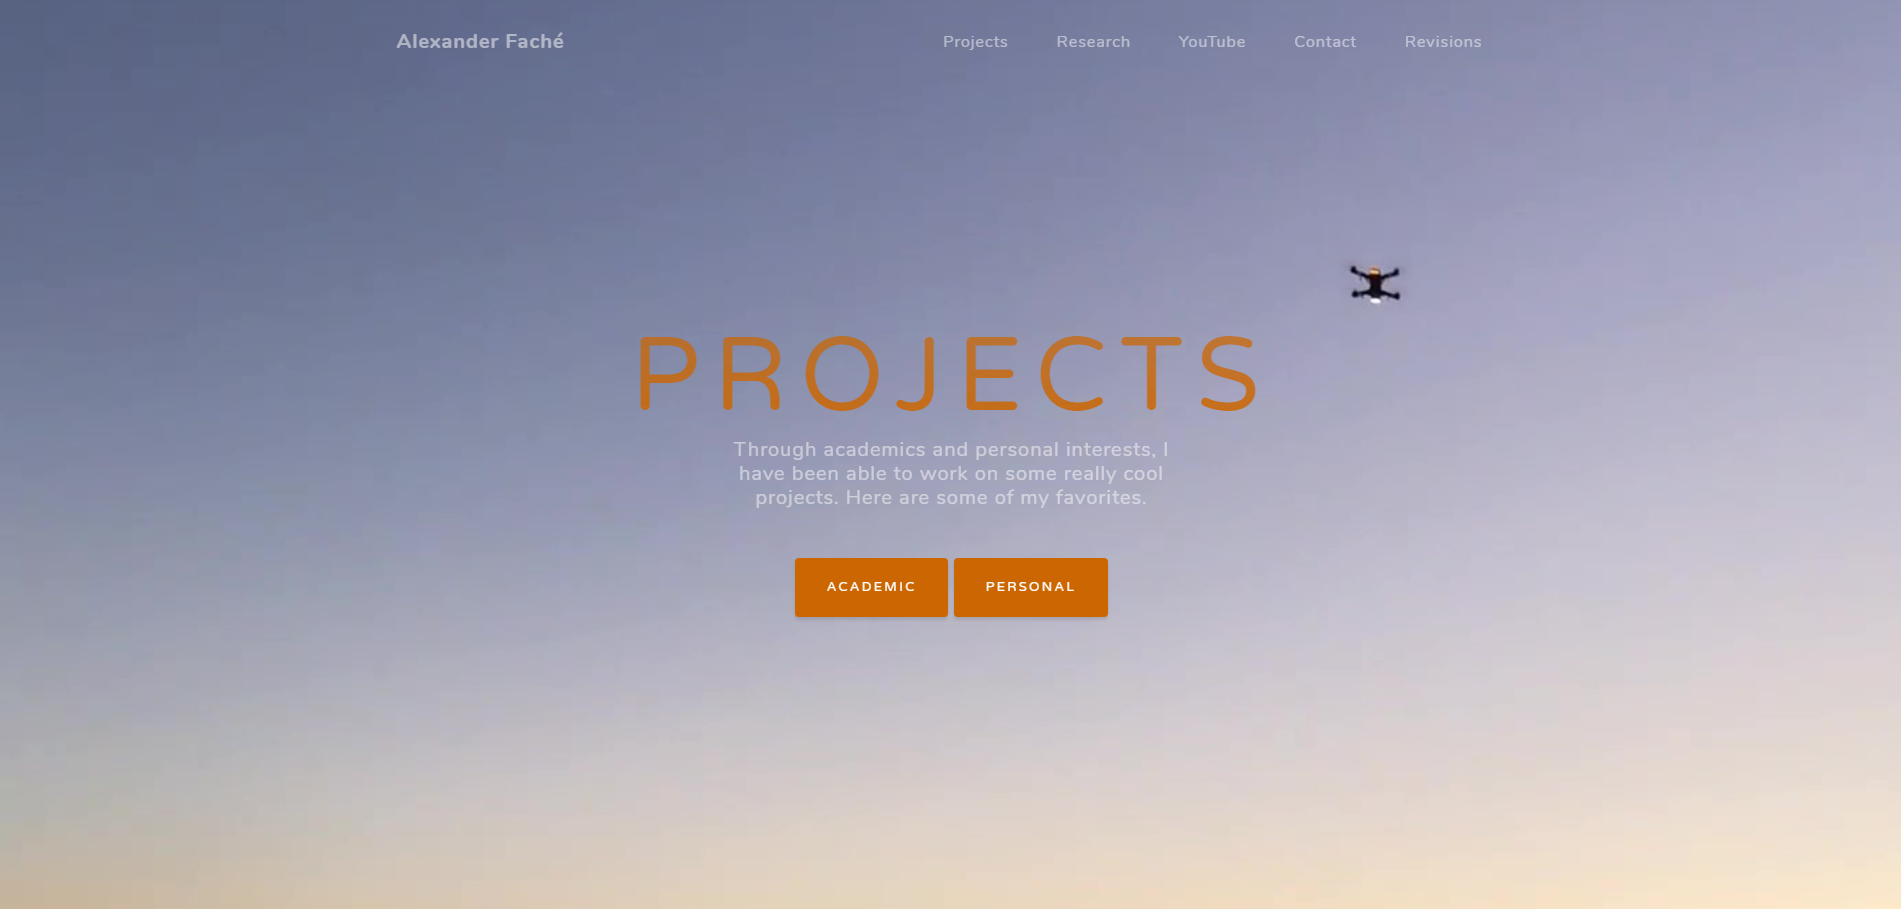 Alexander Faché
Projects
Research
YouTube
Contact
Revisions
PROJECTS
Through academics and personal interests, I
have been able to work on some really cool
projects. Here are some of my favorites.
ACADEMIC
PERSONAL